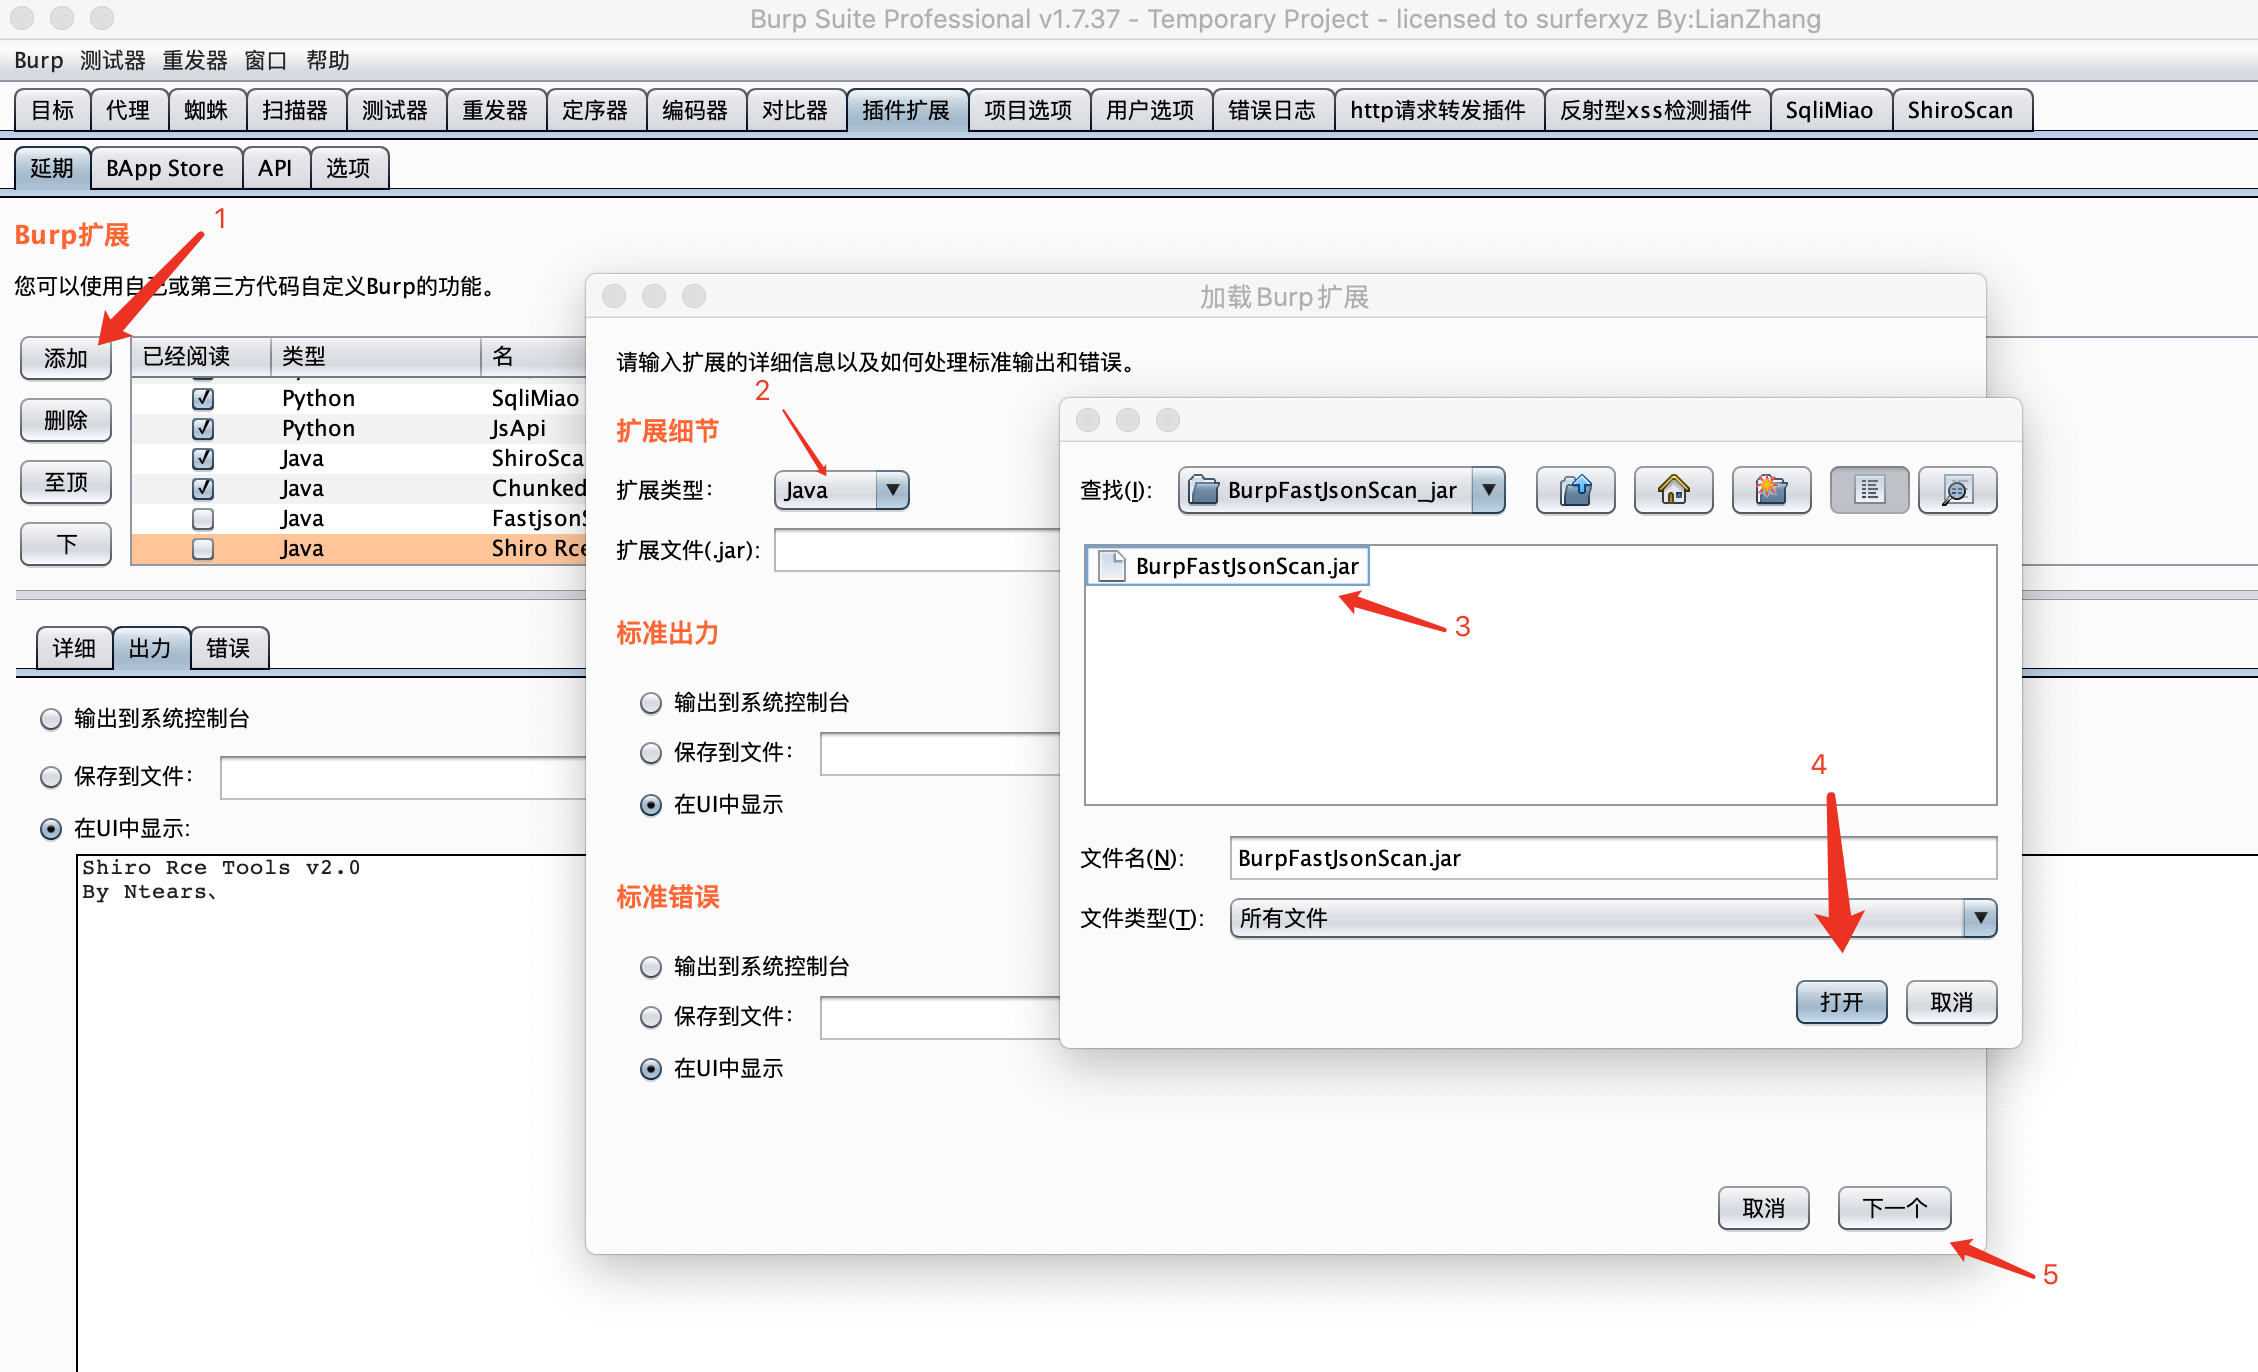 Burp Suite Professional v1.7.37 - Temporary Project - licensed to surferxyz By:LianZhang
Burp 测试器 重发器 窗口 帮助
目标 代理 蜘蛛 扫描器 测试器 重发器 定序器 编码器 对比器 插件扩展 项目选项 用户选项 错误日志 http请求转发插件 反射型xss检测插件 SqliMiao ShiroScan
延期 BApp Store API 选项
1
Burp扩展
您可以使用自己或第三方代码自定义Burp的功能。
添加
删除
至顶
下
已经阅读 类型 名
Python SqliMiao
Python JsApi
Java ShiroSca
Java Chunked
Java FastjsonS
Java Shiro Rce
详细 出力 错误
输出到系统控制台
保存到文件：
在UI中显示:
Shiro Rce Tools v2.0
By Ntears、
加载Burp扩展
请输入扩展的详细信息以及如何处理标准输出和错误。
2
扩展细节
扩展类型： Java
扩展文件(.jar):
标准出力
输出到系统控制台
保存到文件：
在UI中显示
标准错误
输出到系统控制台
保存到文件：
在UI中显示
查找(I): BurpFastJsonScan_jar
BurpFastJsonScan.jar
3
4
文件名(N): BurpFastJsonScan.jar
文件类型(T): 所有文件
打开 取消
取消 下一个
5